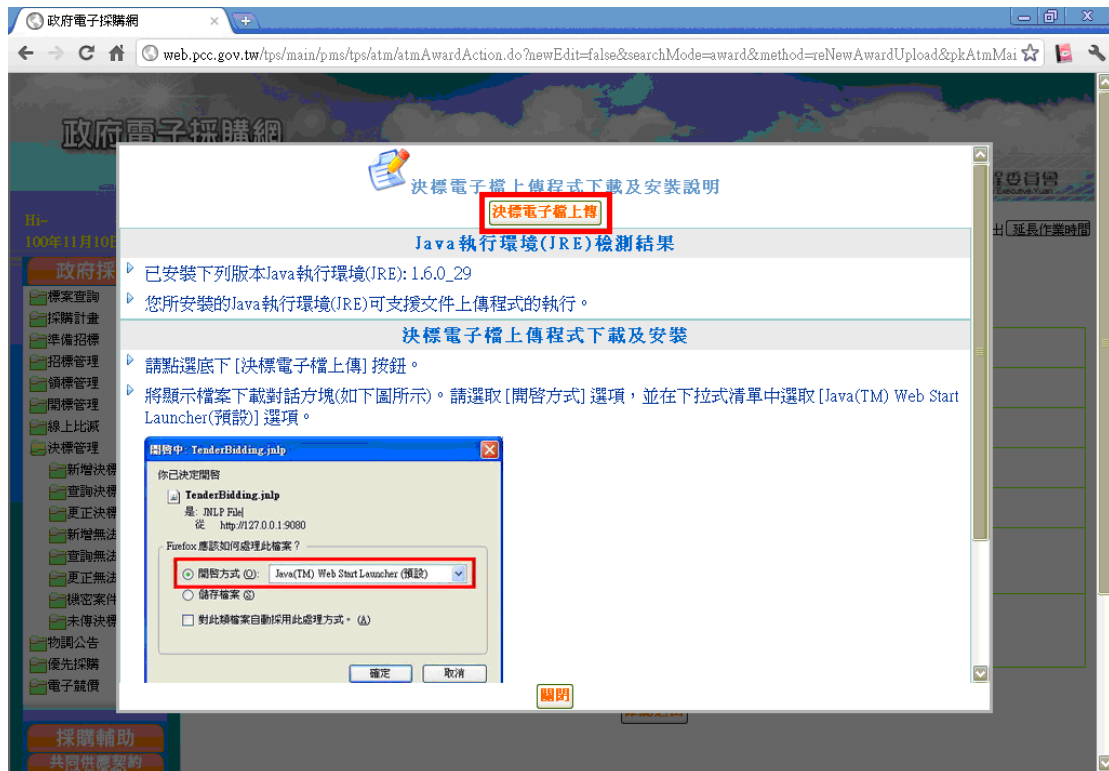 政府電子採購網
web.pcc.gov.tw/tps/main/pms/tps/atm/atmAwardAction.do?newEdit=false&searchMode=award&method=reNewAwardUpload&pkAtmMai
政府電子採購網
Hi~
100年11月10日
出 延長作業時間
政府採
標案查詢
採購計畫
準備招標
招標管理
領標管理
開標管理
線上比減
決標管理
新增決標
查詢決標
更正決標
新增無法
查詢無法
更正無法
機密案件
未傳決標
物調公告
優先採購
電子競價
採購輔助
共同供應契約
決標電子檔上傳程式下載及安裝說明
決標電子檔上傳
Java執行環境(JRE)檢測結果
已安裝下列版本Java執行環境(JRE): 1.6.0_29
您所安裝的Java執行環境(JRE)可支援文件上傳程式的執行。
決標電子檔上傳程式下載及安裝
請點選底下 [決標電子檔上傳] 按鈕。
將顯示檔案下載對話方塊(如下圖所示)。請選取 [開啓方式] 選項，並在下拉式清單中選取 [Java(TM) Web Start
Launcher(預設)] 選項。
開啓中: TenderBidding.jnlp
你已決定開啓
TenderBidding.jnlp
是: JNLP File
從 http://127.0.0.1:9080
Firefox 應該如何處理此檔案？
開啓方式 (O): Java(TM) Web Start Launcher (預設)
儲存檔案 (S)
對此類檔案自動採用此處理方式。(A)
確定 取消
關閉